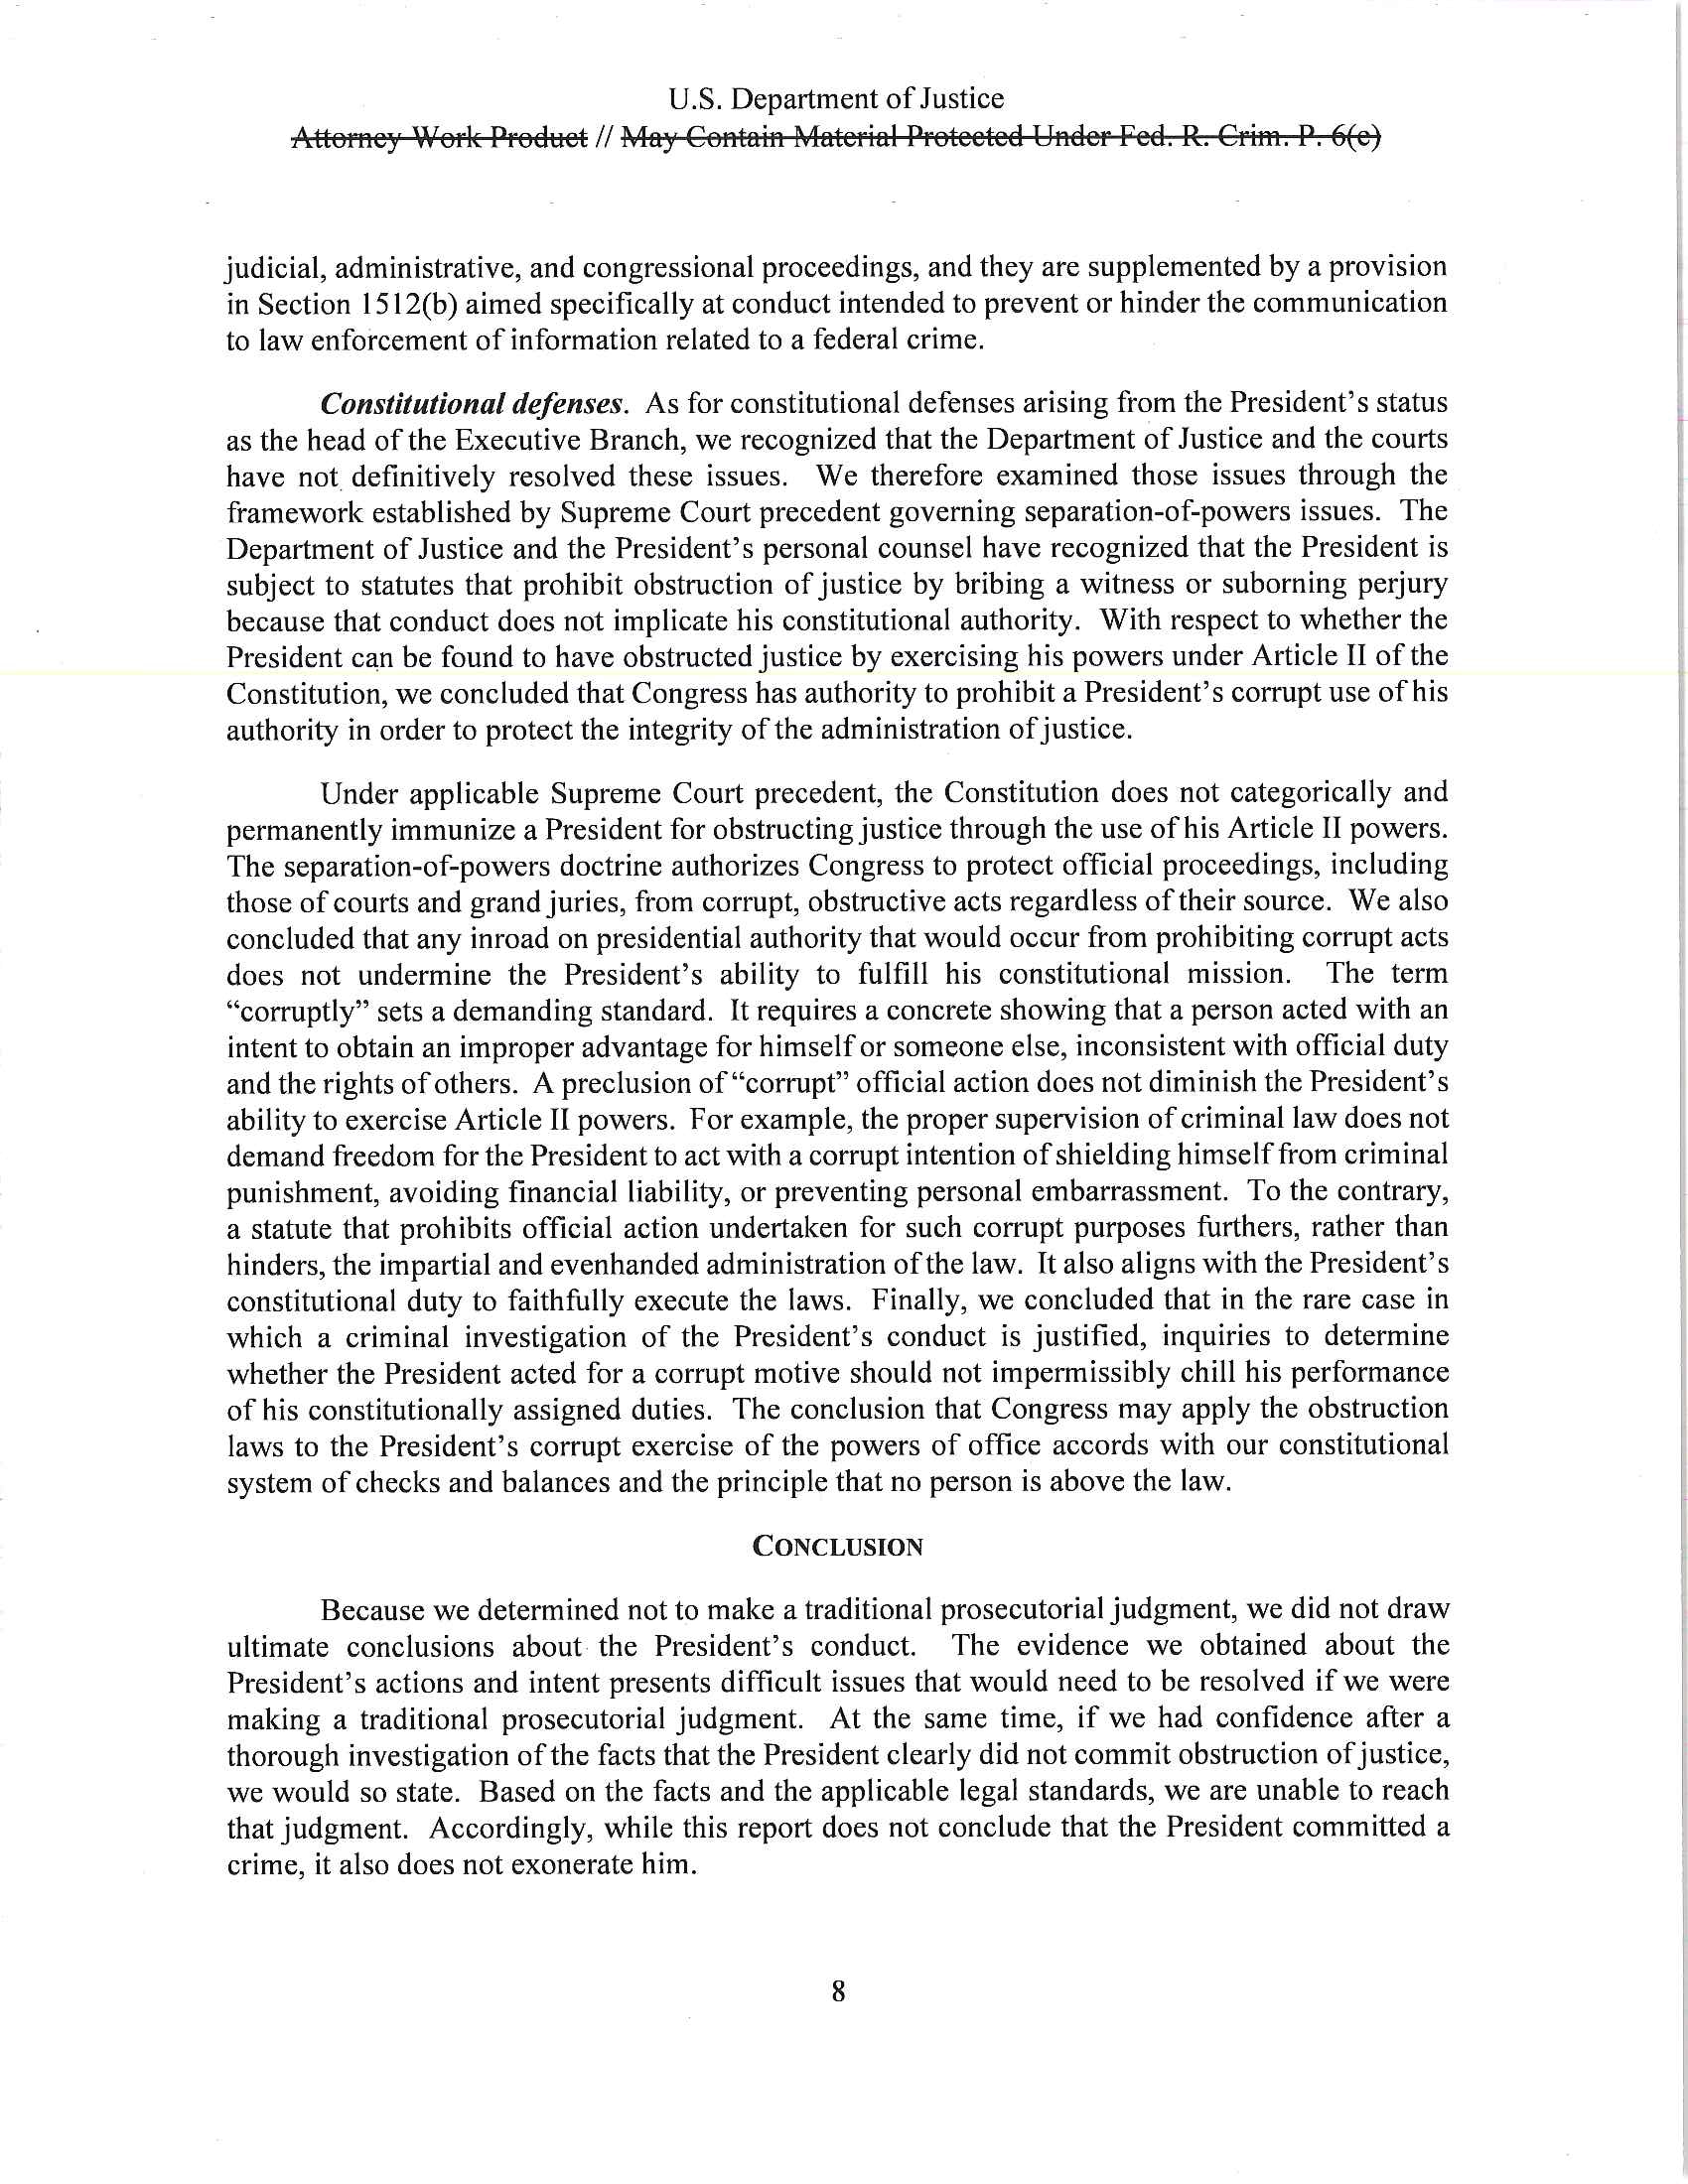 U.S. Department of Justice
Attorney Work Product // May Contain Material Protected Under Fed. R. Crim. P. 6(e)
judicial, administrative, and congressional proceedings, and they are supplemented by a provision
in Section 1512(b) aimed specifically at conduct intended to prevent or hinder the communication
to law enforcement of information related to a federal crime.
Constitutional defenses. As for constitutional defenses arising from the President’s status
as the head of the Executive Branch, we recognized that the Department of Justice and the courts
have not definitively resolved these issues. We therefore examined those issues through the
framework established by Supreme Court precedent governing separation-of-powers issues. The
Department of Justice and the President’s personal counsel have recognized that the President is
subject to statutes that prohibit obstruction of justice by bribing a witness or suborning perjury
because that conduct does not implicate his constitutional authority. With respect to whether the
President can be found to have obstructed justice by exercising his powers under Article II of the
Constitution, we concluded that Congress has authority to prohibit a President’s corrupt use of his
authority in order to protect the integrity of the administration of justice.
Under applicable Supreme Court precedent, the Constitution does not categorically and
permanently immunize a President for obstructing justice through the use of his Article II powers.
The separation-of-powers doctrine authorizes Congress to protect official proceedings, including
those of courts and grand juries, from corrupt, obstructive acts regardless of their source. We also
concluded that any inroad on presidential authority that would occur from prohibiting corrupt acts
does not undermine the President’s ability to fulfill his constitutional mission. The term
“corruptly” sets a demanding standard. It requires a concrete showing that a person acted with an
intent to obtain an improper advantage for himself or someone else, inconsistent with official duty
and the rights of others. A preclusion of “corrupt” official action does not diminish the President’s
ability to exercise Article II powers. For example, the proper supervision of criminal law does not
demand freedom for the President to act with a corrupt intention of shielding himself from criminal
punishment, avoiding financial liability, or preventing personal embarrassment. To the contrary,
a statute that prohibits official action undertaken for such corrupt purposes furthers, rather than
hinders, the impartial and evenhanded administration of the law. It also aligns with the President’s
constitutional duty to faithfully execute the laws. Finally, we concluded that in the rare case in
which a criminal investigation of the President’s conduct is justified, inquiries to determine
whether the President acted for a corrupt motive should not impermissibly chill his performance
of his constitutionally assigned duties. The conclusion that Congress may apply the obstruction
laws to the President’s corrupt exercise of the powers of office accords with our constitutional
system of checks and balances and the principle that no person is above the law.
CONCLUSION
Because we determined not to make a traditional prosecutorial judgment, we did not draw
ultimate conclusions about the President’s conduct. The evidence we obtained about the
President’s actions and intent presents difficult issues that would need to be resolved if we were
making a traditional prosecutorial judgment. At the same time, if we had confidence after a
thorough investigation of the facts that the President clearly did not commit obstruction of justice,
we would so state. Based on the facts and the applicable legal standards, we are unable to reach
that judgment. Accordingly, while this report does not conclude that the President committed a
crime, it also does not exonerate him.
8